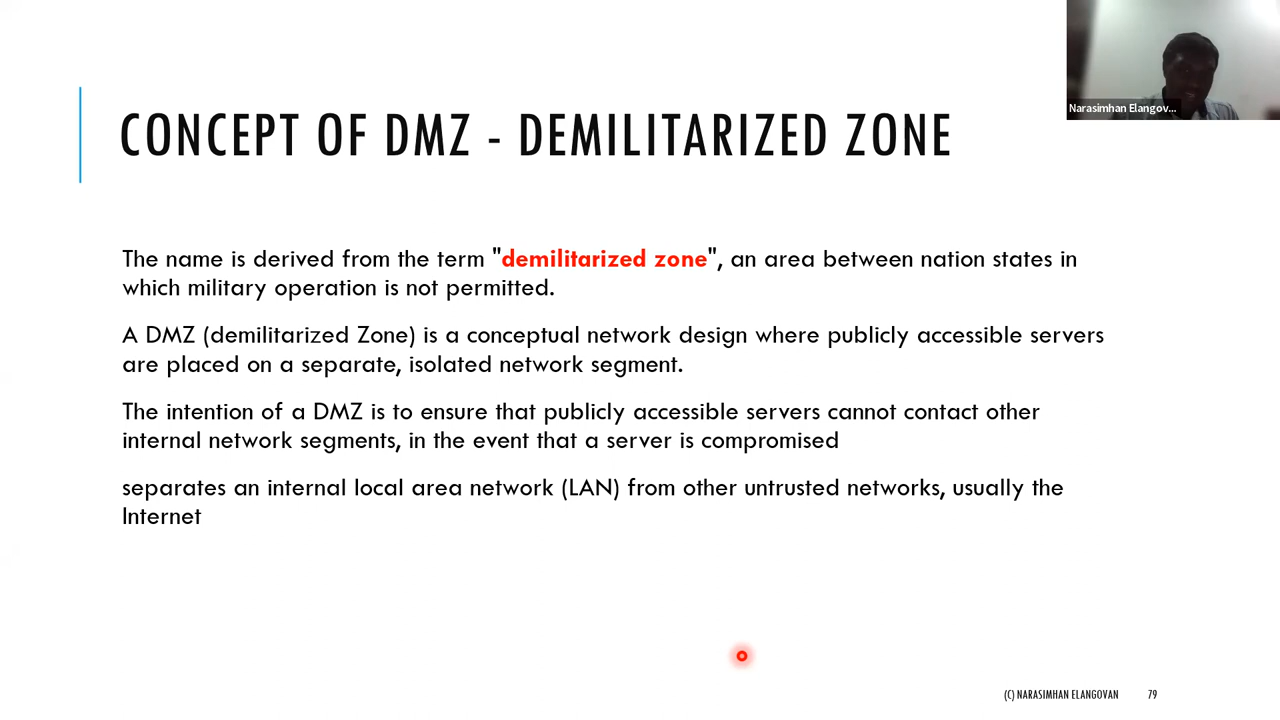 Narasimhan Elangov...
CONCEPT OF DMZ - DEMILITARIZED ZONE
The name is derived from the term "demilitarized zone", an area between nation states in
which military operation is not permitted.
A DMZ (demilitarized Zone) is a conceptual network design where publicly accessible servers
are placed on a separate, isolated network segment.
The intention of a DMZ is to ensure that publicly accessible servers cannot contact other
internal network segments, in the event that a server is compromised
separates an internal local area network (LAN) from other untrusted networks, usually the
Internet
(C) NARASIMHAN ELANGOVAN 79